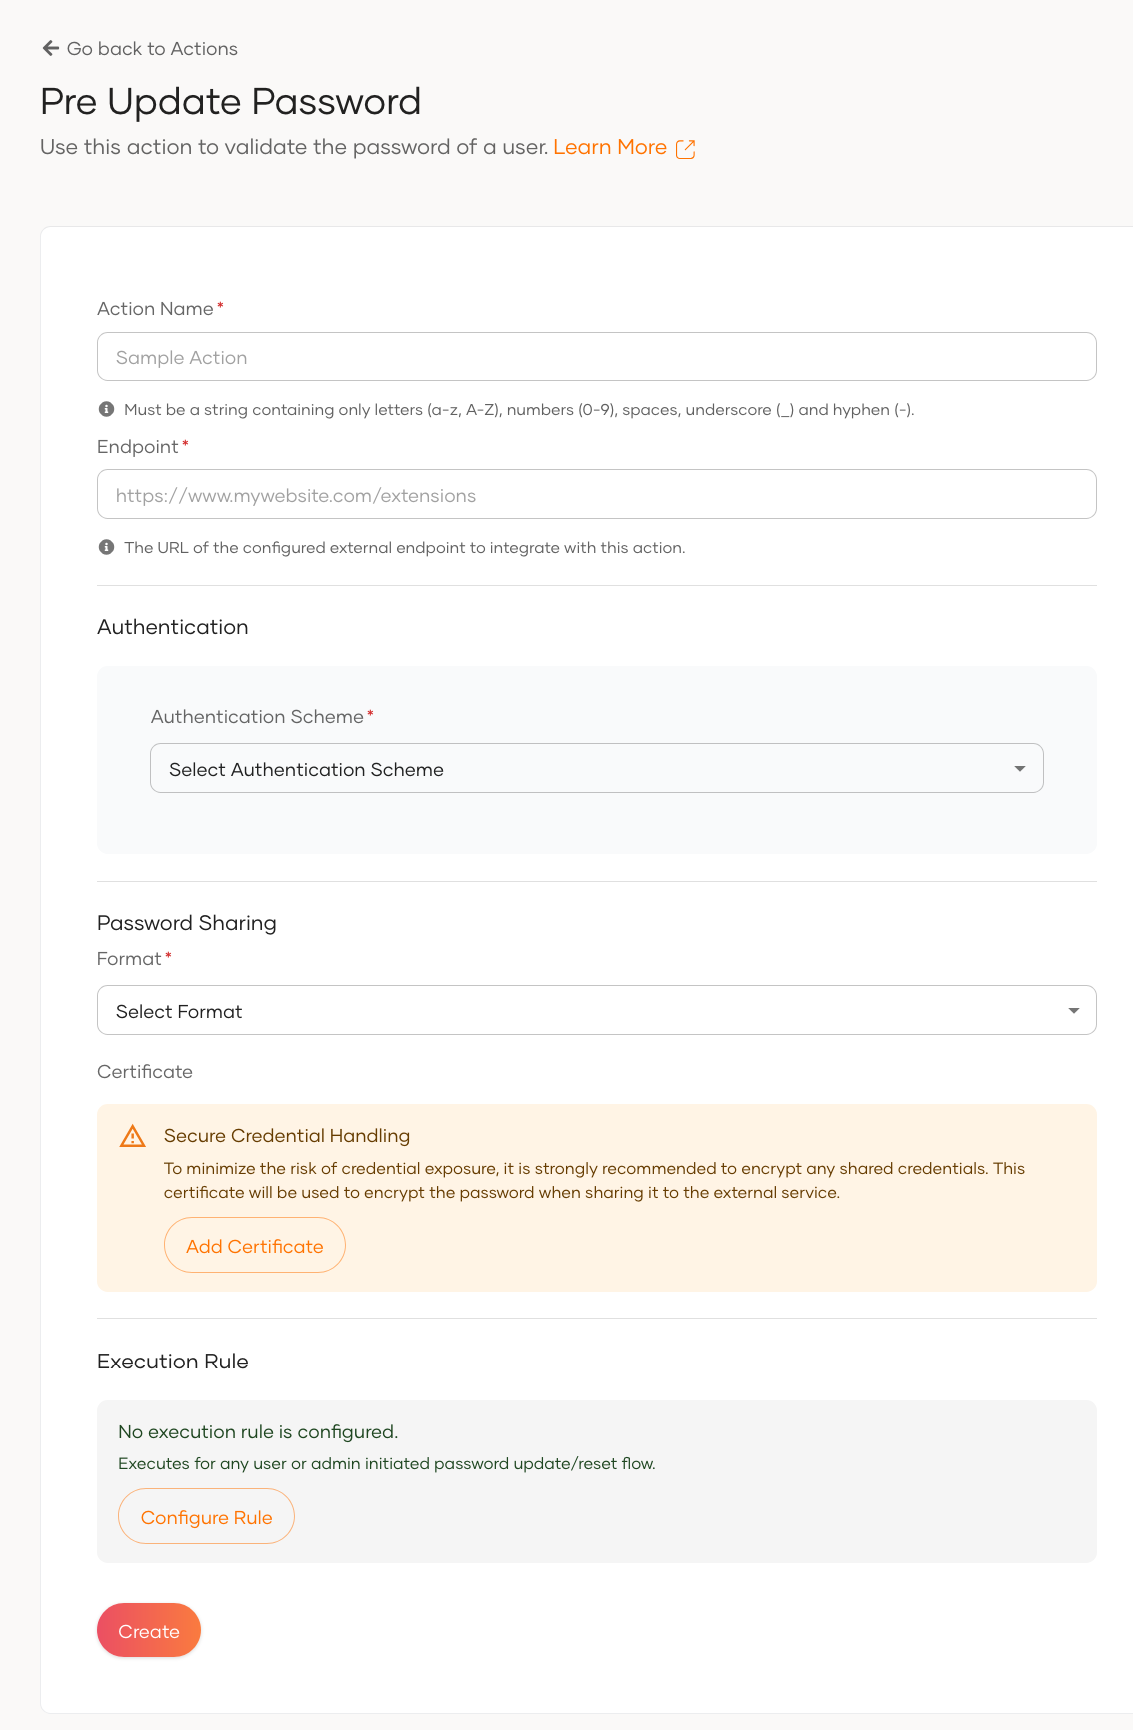 Go back to Actions
Pre Update Password
Use this action to validate the password of a user. Learn More
Action Name*
Sample Action
Must be a string containing only letters (a-z, A-Z), numbers (0-9), spaces, underscore (_) and hyphen (-).
Endpoint*
https://www.mywebsite.com/extensions
The URL of the configured external endpoint to integrate with this action.
Authentication
Authentication Scheme*
Select Authentication Scheme
Password Sharing
Format*
Select Format
Certificate
Secure Credential Handling
To minimize the risk of credential exposure, it is strongly recommended to encrypt any shared credentials. This
certificate will be used to encrypt the password when sharing it to the external service.
Add Certificate
Execution Rule
No execution rule is configured.
Executes for any user or admin initiated password update/reset flow.
Configure Rule
Create